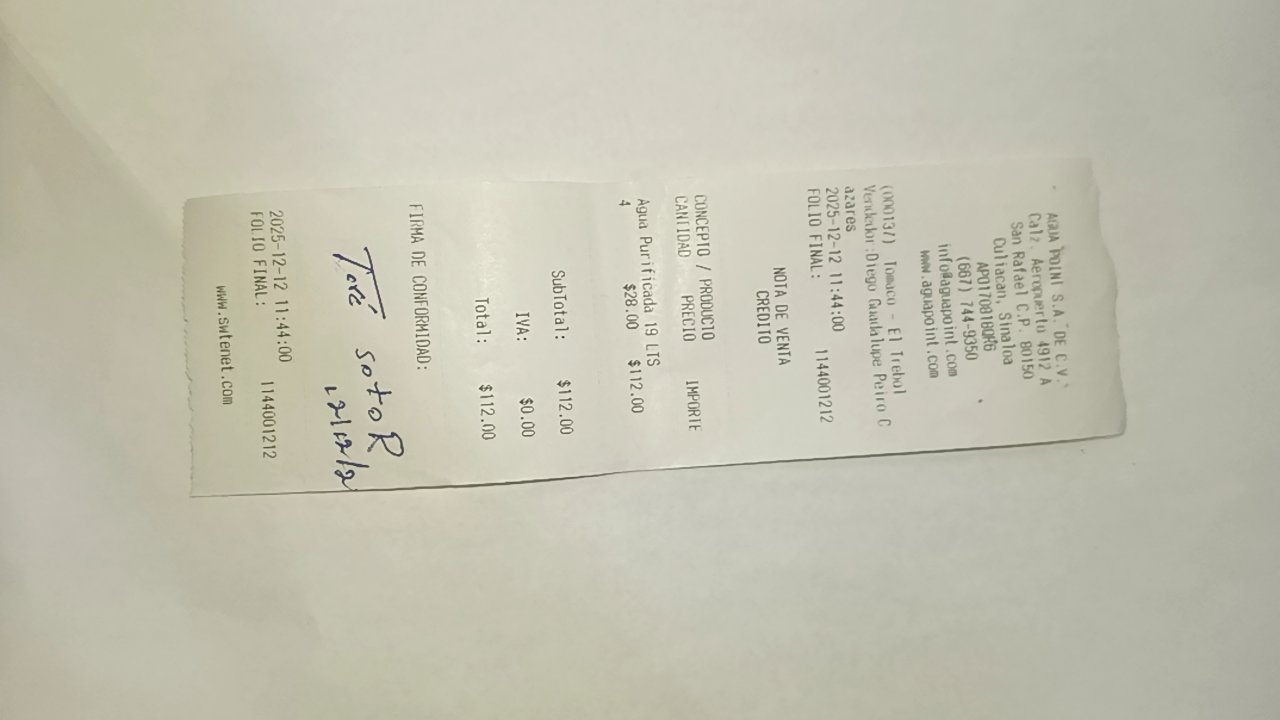 AGUA POINT S.A. DE C.V.
Calz. Aeropuerto 4912 A
San Rafael C.P. 80150
Culiacan, Sinaloa
(667) 744-9350
info@aguapoint.com
www.aguapoint.com
(000137) Tomaco - El Trebol
Vendedor:Diego Guadalupe Peiro C
azares
2025-12-12 11:44:00
FOLIO FINAL: 1144001212
NOTA DE VENTA
CREDITO
CONCEPTO / PRODUCTO
CANTIDAD PRECIO IMPORTE
Agua Purificada 19 LTS
4 $28.00 $112.00
SubTotal: $112.00
IVA: $0.00
Total: $112.00
FIRMA DE CONFORMIDAD:
soto R
2025-12-12 11:44:00
FOLIO FINAL: 1144001212
www.swtenet.com